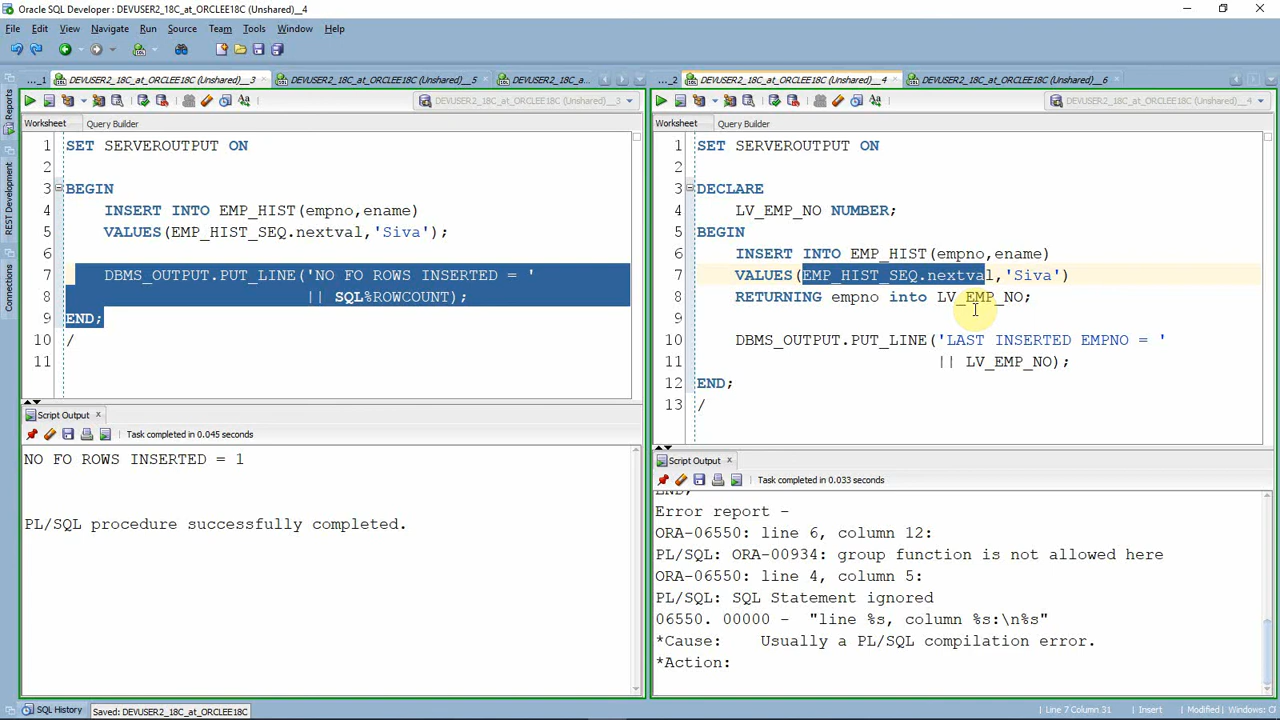 Oracle SQL Developer : DEVUSER2_18C_at_ORCLEE18C (Unshared)__4
File Edit View Navigate Run Source Team Tools Window Help
..._1 DEVUSER2_18C_at_ORCLEE18C (Unshared)__3 DEVUSER2_18C_at_ORCLEE18C (Unshared)__5 DEVUSER2_18C_a...
DEVUSER2_18C_at_ORCLEE18C (Unshared)__3
Worksheet Query Builder
1 SET SERVEROUTPUT ON
2
3 BEGIN
4 INSERT INTO EMP_HIST(empno,ename)
5 VALUES(EMP_HIST_SEQ.nextval,'Siva');
6
7 DBMS_OUTPUT.PUT_LINE('NO FO ROWS INSERTED = '
8 || SQL%ROWCOUNT);
9 END;
10 /
11
Script Output x
Task completed in 0.045 seconds
NO FO ROWS INSERTED = 1
PL/SQL procedure successfully completed.
..._2 DEVUSER2_18C_at_ORCLEE18C (Unshared)__4 DEVUSER2_18C_at_ORCLEE18C (Unshared)__6
DEVUSER2_18C_at_ORCLEE18C (Unshared)__4
Worksheet Query Builder
1 SET SERVEROUTPUT ON
2
3 DECLARE
4 LV_EMP_NO NUMBER;
5 BEGIN
6 INSERT INTO EMP_HIST(empno,ename)
7 VALUES(EMP_HIST_SEQ.nextval,'Siva')
8 RETURNING empno into LV_EMP_NO;
9
10 DBMS_OUTPUT.PUT_LINE('LAST INSERTED EMPNO = '
11 || LV_EMP_NO);
12 END;
13 /
Script Output x
Task completed in 0.033 seconds
END;
Error report -
ORA-06550: line 6, column 12:
PL/SQL: ORA-00934: group function is not allowed here
ORA-06550: line 4, column 5:
PL/SQL: SQL Statement ignored
06550. 00000 - "line %s, column %s:\n%s"
*Cause: Usually a PL/SQL compilation error.
*Action:
Reports
REST Development
Connections
SQL History Saved: DEVUSER2_18C_at_ORCLEE18C
Line 7 Column 31 Insert Modified Windows: